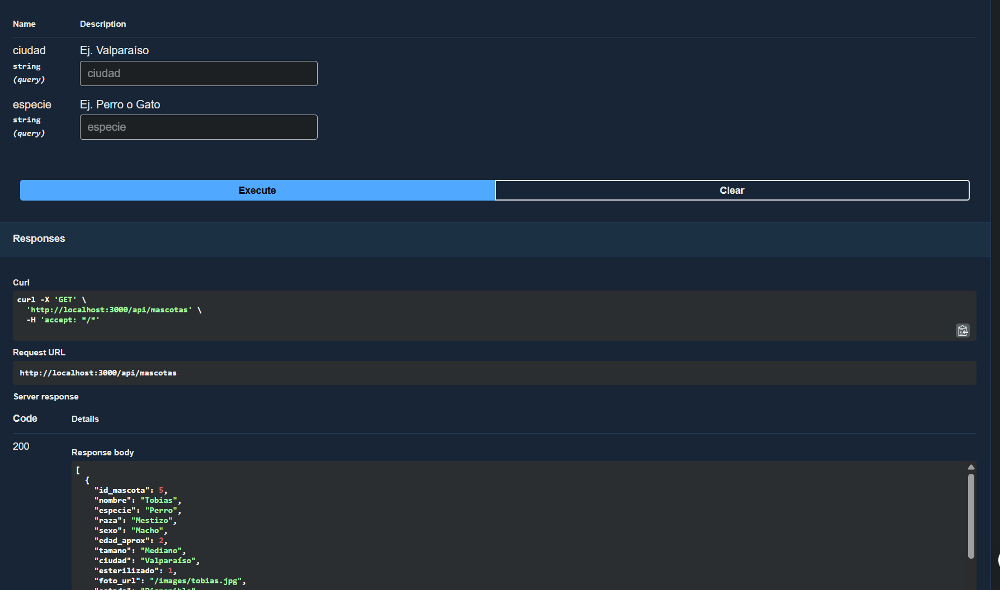 Name Description
ciudad Ej. Valparaíso
string
(query)
ciudad
especie Ej. Perro o Gato
string
(query)
especie
Execute Clear
Responses
Curl
curl -X 'GET' \
'http://localhost:3000/api/mascotas' \
-H 'accept: */*'
Request URL
http://localhost:3000/api/mascotas
Server response
Code Details
200
Response body
[
{
"id_mascota": 5,
"nombre": "Tobias",
"especie": "Perro",
"raza": "Mestizo",
"sexo": "Macho",
"edad_aprox": 2,
"tamano": "Mediano",
"ciudad": "Valparaíso",
"esterilizado": 1,
"foto_url": "/images/tobias.jpg",
"estado": "Disponible"